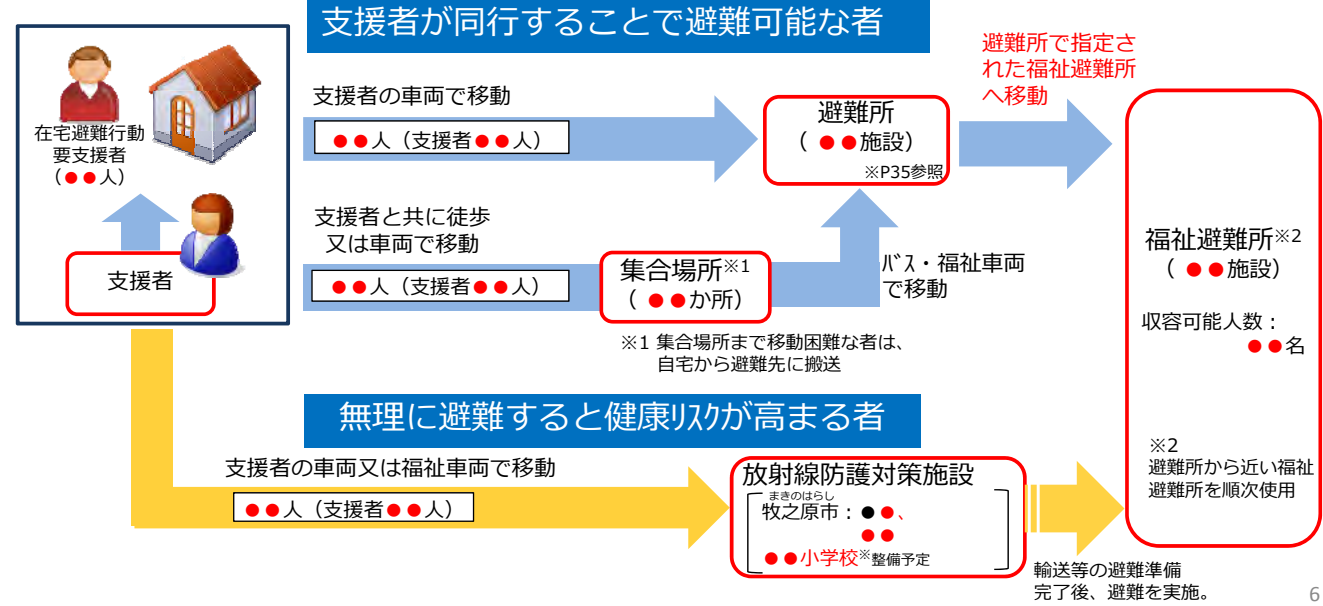 支援者が同行することで避難可能な者
在宅避難行動
要支援者
(●●人)
支援者
支援者の車両で移動
●●人(支援者●●人)
避難所
( ●●施設)
※P35参照
避難所で指定さ
れた福祉避難所
へ移動
支援者と共に徒歩
又は車両で移動
●●人(支援者●●人)
集合場所※1
( ●●か所)
バス・福祉車両
で移動
※1 集合場所まで移動困難な者は、
自宅から避難先に搬送
福祉避難所※2
( ●●施設)
収容可能人数:
●●名
※2
避難所から近い福祉
避難所を順次使用
無理に避難すると健康リスクが高まる者
支援者の車両又は福祉車両で移動
●●人(支援者●●人)
放射線防護対策施設
まきのはらし
牧之原市:●●、
●●
●●小学校※整備予定
輸送等の避難準備
完了後、避難を実施。
6